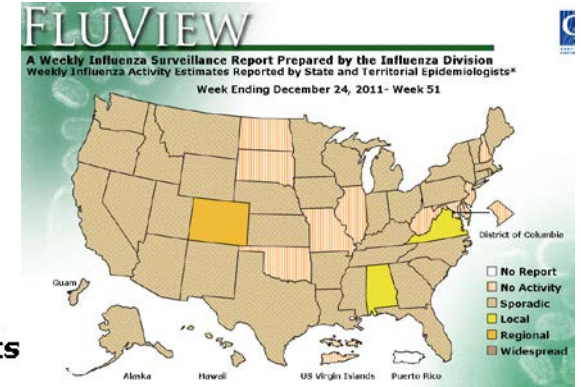 FLUVIEW
A Weekly Influenza Surveillance Report Prepared by the Influenza Division
Weekly Influenza Activity Estimates Reported by State and Territorial Epidemiologists*
Week Ending December 24, 2011- Week 51
District of Columbia
No Report
No Activity
Sporadic
Local
Regional
Widespread
Guam
ts
Alaska
Hawaii
US Virgin Islands
Puerto Rico